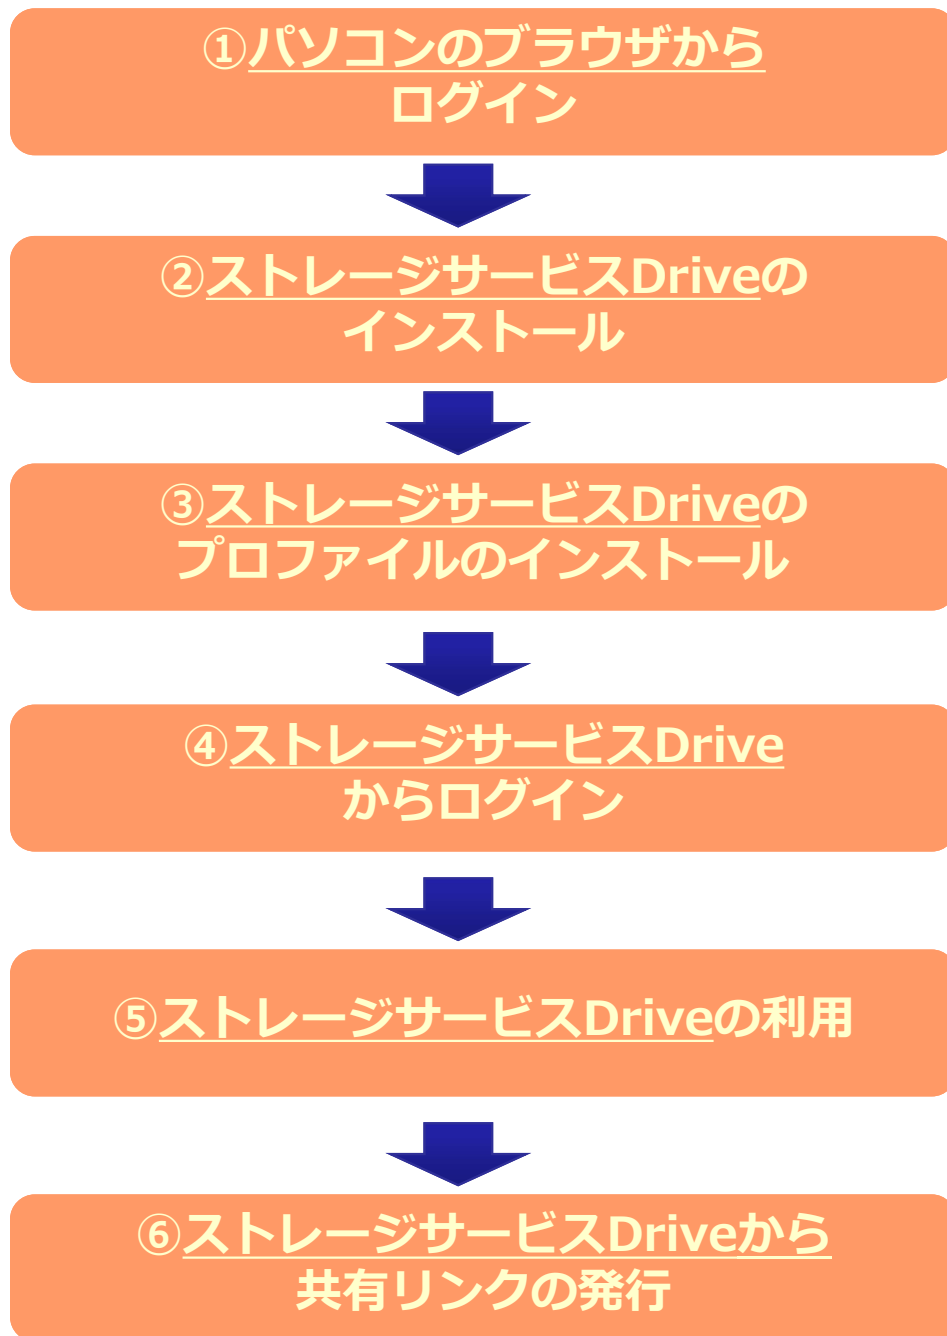 ①パソコンのブラウザから
ログイン
②ストレージサービスDriveの
インストール
③ストレージサービスDriveの
プロファイルのインストール
④ストレージサービスDrive
からログイン
⑤ストレージサービスDriveの利用
⑥ストレージサービスDriveから
共有リンクの発行